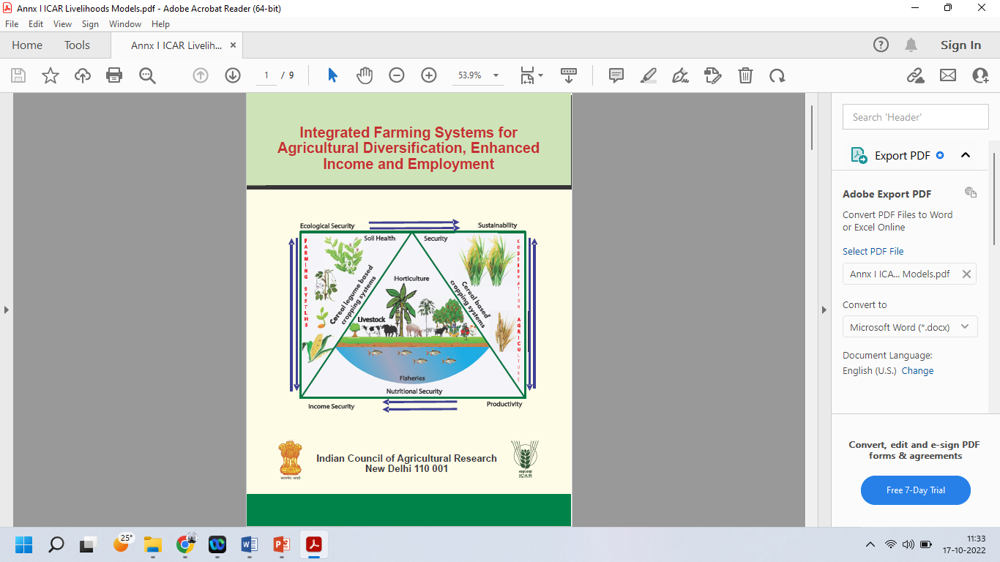 Annx I ICAR Livelihoods Models.pdf - Adobe Acrobat Reader (64-bit)
File Edit View Sign Window Help
Home Tools Annx I ICAR Livelih... ×
Sign In
1 / 9
53.9%
Integrated Farming Systems for
Agricultural Diversification, Enhanced
Income and Employment
Ecological Security
Sustainability
Soil Health
Security
FARMING SYSTEMS
CONSERVATION AGRICULTURE
Cereal legume based
cropping systems
Horticulture
Cereal based
cropping systems
Livestock
Fisheries
Nutritional Security
Income Security
Productivity
सत्यमेव जयते
Indian Council of Agricultural Research
New Delhi 110 001
भाकृअनुप
ICAR
Search 'Header'
Export PDF
Adobe Export PDF
Convert PDF Files to Word
or Excel Online
Select PDF File
Annx I ICA... Models.pdf
Convert to
Microsoft Word (*.docx)
Document Language:
English (U.S.) Change
Convert, edit and e-sign PDF
forms & agreements
Free 7-Day Trial
25°
11:33
17-10-2022